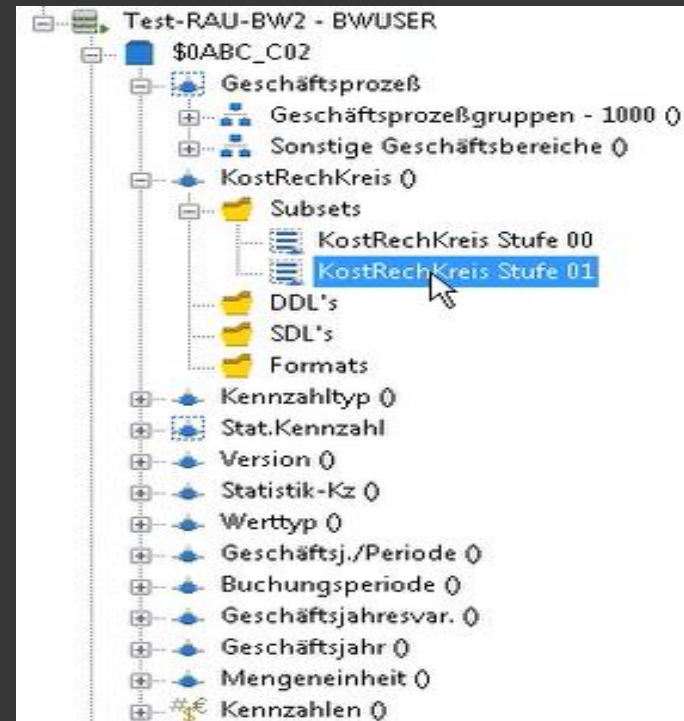 Test-RAU-BW2 - BWUSER
$0ABC_C02
Geschäftsprozeß
Geschäftsprozeßgruppen - 1000 ()
Sonstige Geschäftsbereiche ()
KostRechKreis ()
Subsets
KostRechKreis Stufe 00
KostRechKreis Stufe 01
DDL's
SDL's
Formats
Kennzahltyp ()
Stat.Kennzahl
Version ()
Statistik-Kz ()
Werttyp ()
Geschäftsj./Periode ()
Buchungsperiode ()
Geschäftsjahresvar. ()
Geschäftsjahr ()
Mengeneinheit ()
Kennzahlen ()